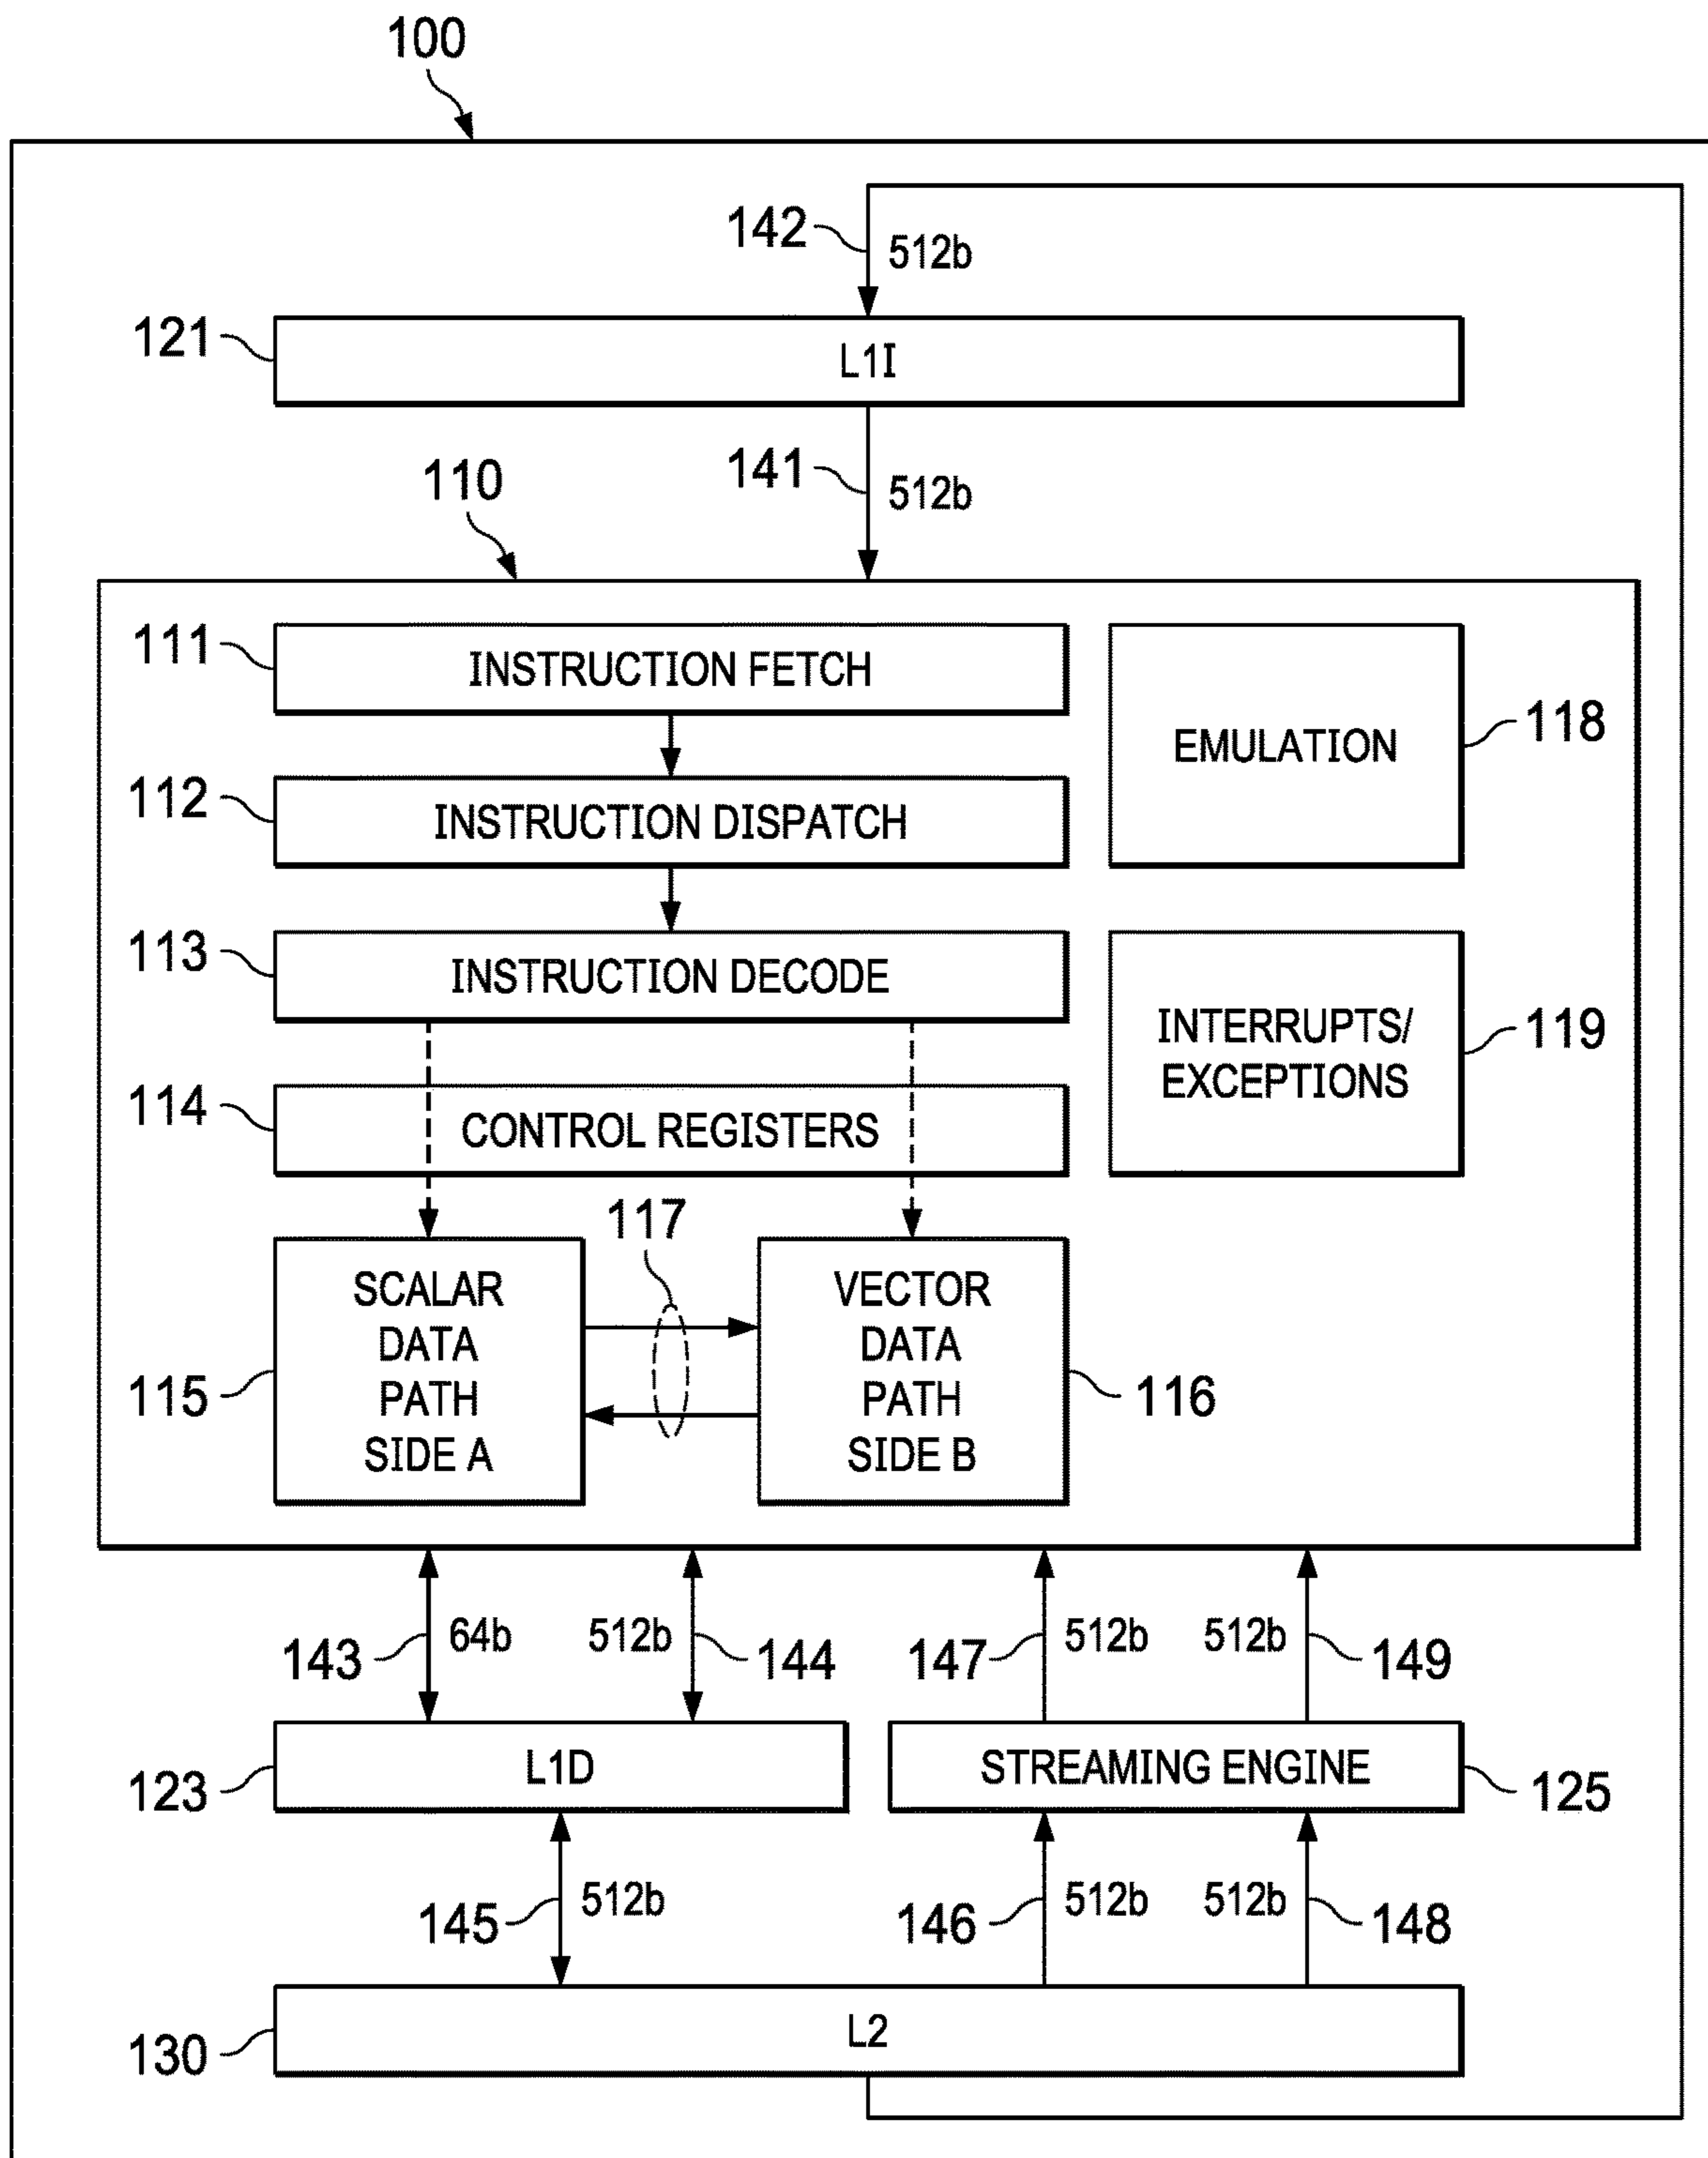 100
142
512b
121
L1I
141
512b
110
111
INSTRUCTION FETCH
118
EMULATION
112
INSTRUCTION DISPATCH
113
INSTRUCTION DECODE
119
INTERRUPTS/
EXCEPTIONS
114
CONTROL REGISTERS
117
115
SCALAR
DATA
PATH
SIDE A
VECTOR
DATA
PATH
SIDE B
116
143
64b
512b
144
147
512b
512b
149
123
L1D
STREAMING ENGINE
125
145
512b
146
512b
512b
148
130
L2